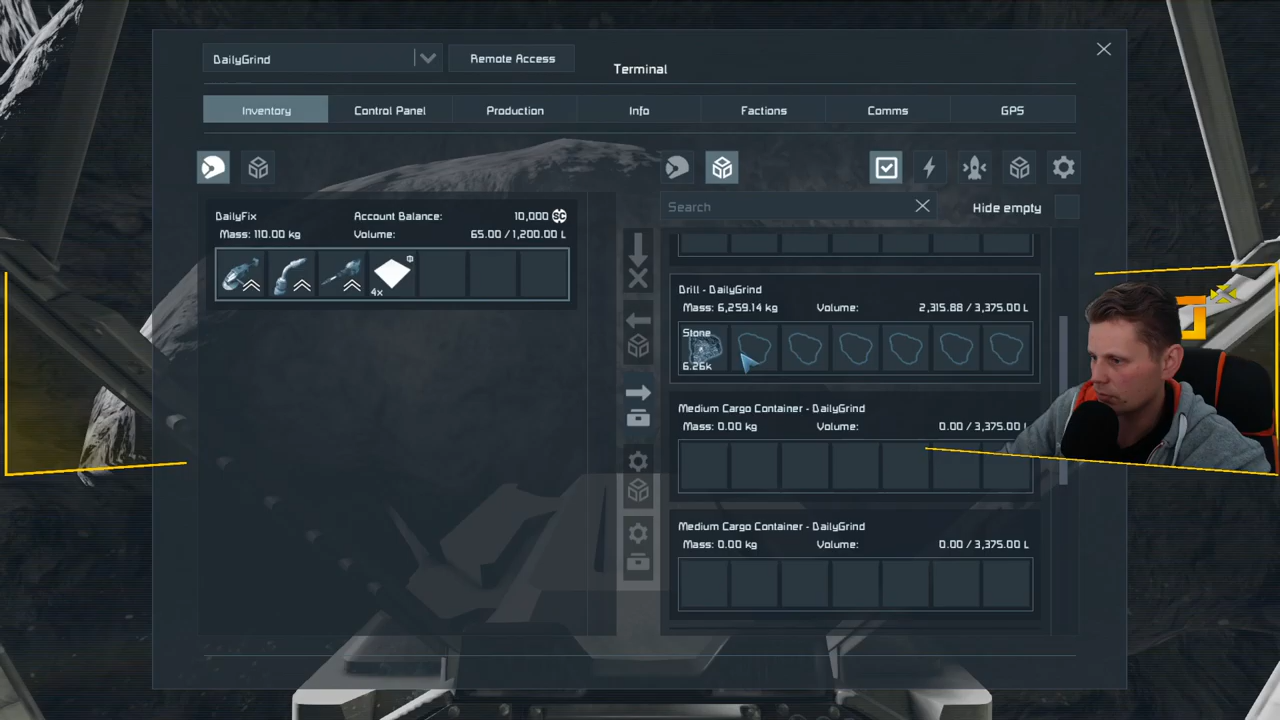 DailyGrind
Remote Access
Terminal
Inventory
Control Panel
Production
Info
Factions
Comms
GPS
Search
Hide empty
DailyFix
Account Balance:
10,000 SC
Mass: 110.00 kg
Volume:
65.00 / 1,200.00 L
4x
Drill - DailyGrind
Mass: 6,259.14 kg
Volume:
2,315.88 / 3,375.00 L
Stone
6.26k
Medium Cargo Container - DailyGrind
Mass: 0.00 kg
Volume:
0.00 / 3,375.00 L
Medium Cargo Container - DailyGrind
Mass: 0.00 kg
Volume:
0.00 / 3,375.00 L